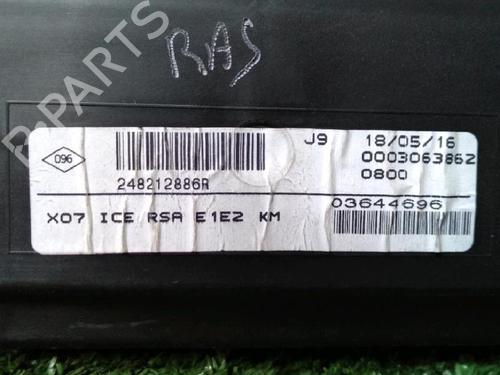 RAS
B-PARTS
096
248212886R
J9 18/05/16
0003063862
0800
X07 ICE RSA E1E2 KM
03644696